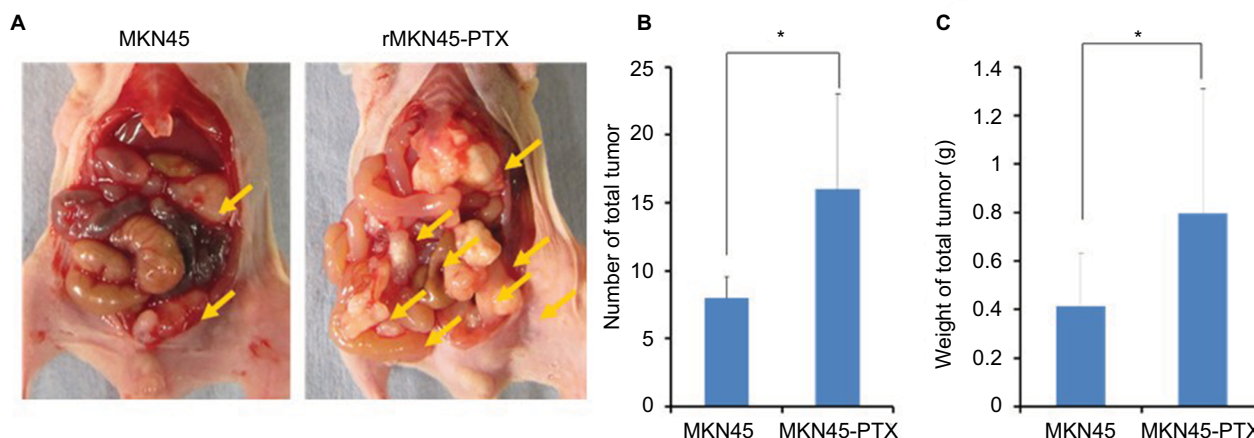 A
MKN45
rMKN45-PTX
B
*
Number of total tumor
25
20
15
10
5
0
MKN45
MKN45-PTX
C
*
Weight of total tumor (g)
1.4
1.2
1
0.8
0.6
0.4
0.2
0
MKN45
MKN45-PTX